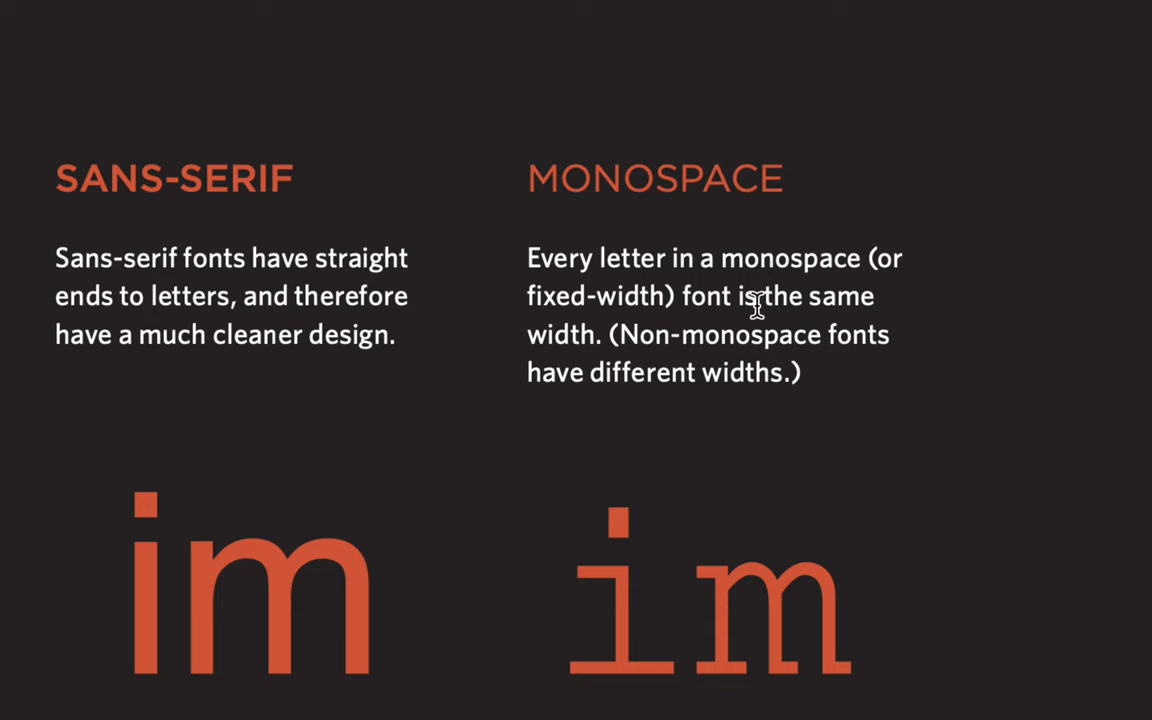 SANS-SERIF
Sans-serif fonts have straight
ends to letters, and therefore
have a much cleaner design.
im
MONOSPACE
Every letter in a monospace (or
fixed-width) font is the same
width. (Non-monospace fonts
have different widths.)
im